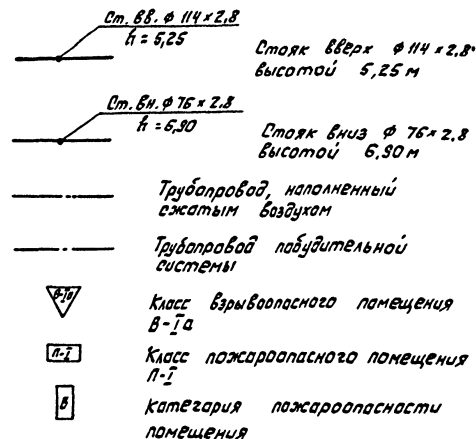 Ст. вв. ф 114 × 2,8
h = 5,25
Стояк вверх ф 114 × 2,8
высотой 5,25 м
Ст. вн. ф 76 × 2.8
h = 6,90
Стояк вниз ф 76 × 2,8
высотой 6,90 м
Трубопровод, наполненный
сжатым воздухом
Трубопровод побудительной
системы
В-Iа
Класс взрывоопасного помещения
В-Iа
П-I
Класс пожароопасного помещения
П-I
В
Категория пожароопасности
помещения